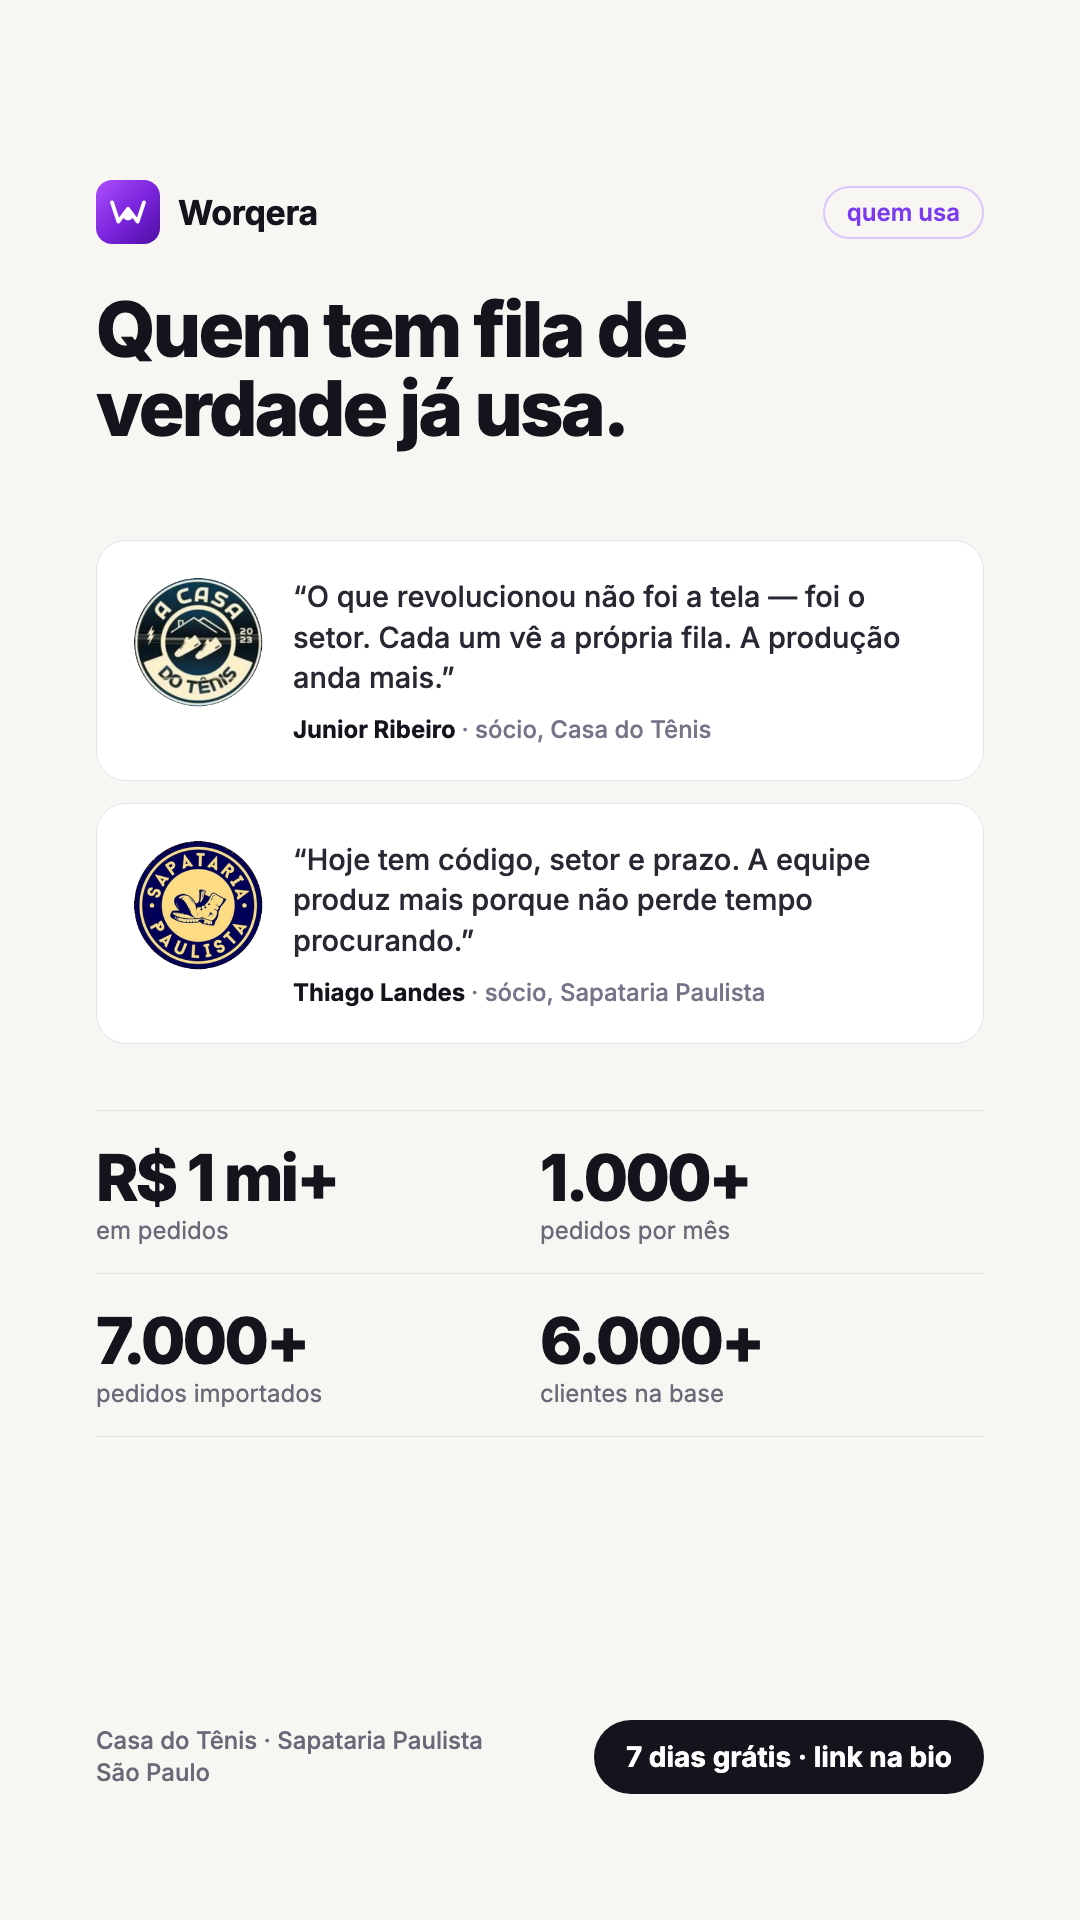 Worqera
quem usa
Quem tem fila de
verdade já usa.
A CASA
20
23
DO TÊNIS
“O que revolucionou não foi a tela — foi o
setor. Cada um vê a própria fila. A produção
anda mais.”
Junior Ribeiro · sócio, Casa do Tênis
SAPATARIA
PAULISTA
“Hoje tem código, setor e prazo. A equipe
produz mais porque não perde tempo
procurando.”
Thiago Landes · sócio, Sapataria Paulista
R$ 1 mi+
em pedidos
1.000+
pedidos por mês
7.000+
pedidos importados
6.000+
clientes na base
Casa do Tênis · Sapataria Paulista
São Paulo
7 dias grátis · link na bio